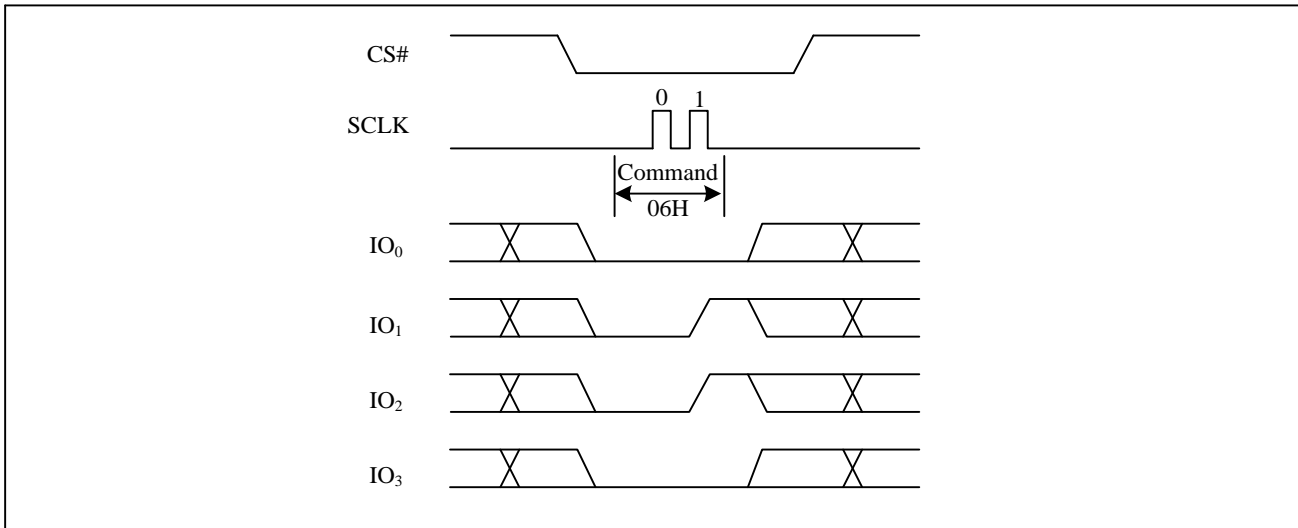 CS#
0 1
SCLK
Command
06H
IO0
IO1
IO2
IO3